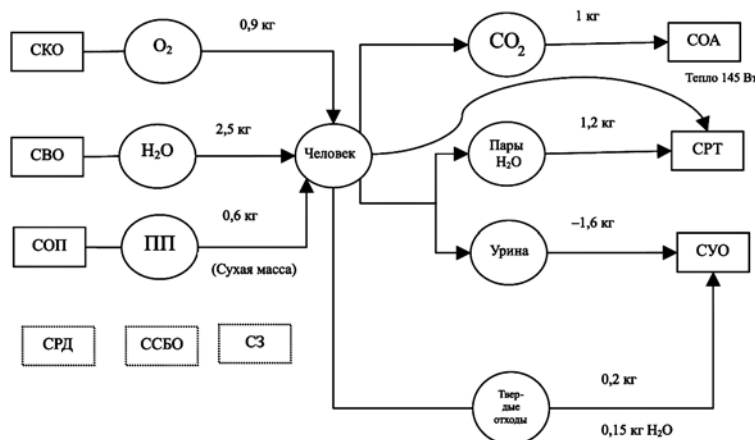 0,9 кг
1 кг
СКО
O₂
CO₂
СОА
Тепло 145 Вт
2,5 кг
1,2 кг
СВО
H₂O
Человек
Пары
H₂O
СРТ
0,6 кг
–1,6 кг
СОП
ПП
(Сухая масса)
Урина
СУО
СРД
ССБО
СЗ
0,2 кг
Твер-
дые
отходы
0,15 кг H₂O